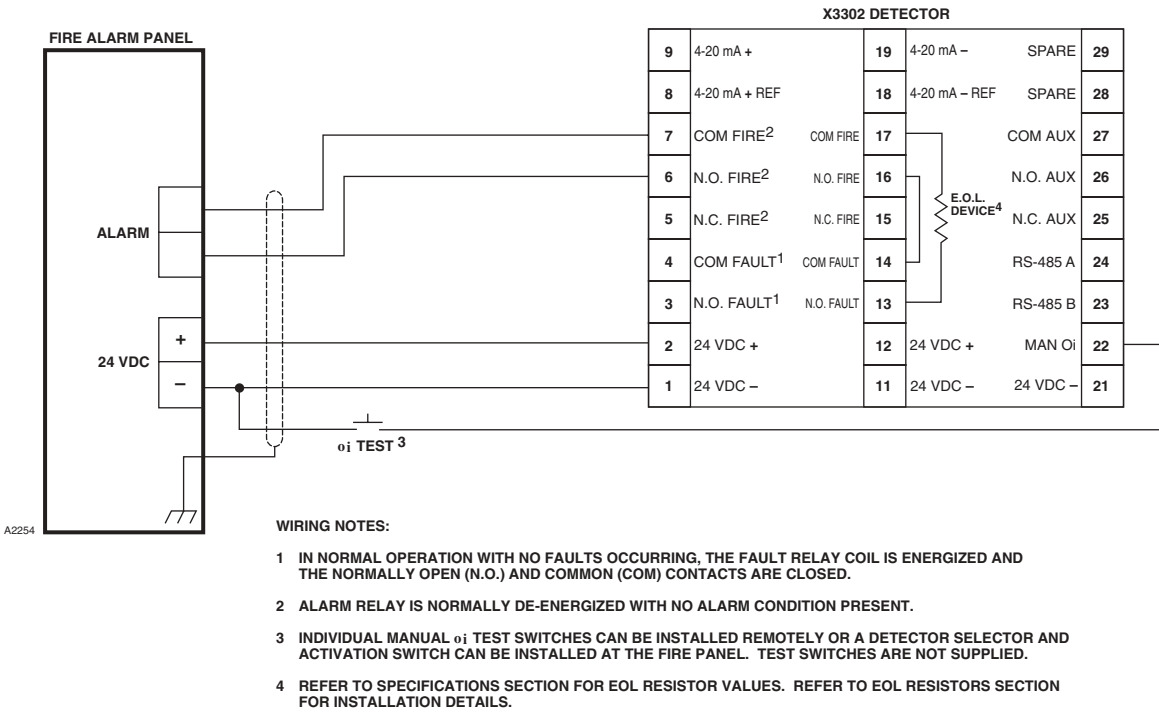 X3302 DETECTOR
FIRE ALARM PANEL
9 4-20 mA + 19 4-20 mA – SPARE 29
8 4-20 mA + REF 18 4-20 mA – REF SPARE 28
7 COM FIRE2 COM FIRE 17 COM AUX 27
6 N.O. FIRE2 N.O. FIRE 16 N.O. AUX 26
E.O.L.
DEVICE4
5 N.C. FIRE2 N.C. FIRE 15 N.C. AUX 25
ALARM
4 COM FAULT1 COM FAULT 14 RS-485 A 24
3 N.O. FAULT1 N.O. FAULT 13 RS-485 B 23
+
2 24 VDC + 12 24 VDC + MAN Oi 22
24 VDC
–
1 24 VDC – 11 24 VDC – 24 VDC – 21
oi TEST 3
A2254
WIRING NOTES:
1 IN NORMAL OPERATION WITH NO FAULTS OCCURRING, THE FAULT RELAY COIL IS ENERGIZED AND
THE NORMALLY OPEN (N.O.) AND COMMON (COM) CONTACTS ARE CLOSED.
2 ALARM RELAY IS NORMALLY DE-ENERGIZED WITH NO ALARM CONDITION PRESENT.
3 INDIVIDUAL MANUAL oi TEST SWITCHES CAN BE INSTALLED REMOTELY OR A DETECTOR SELECTOR AND
ACTIVATION SWITCH CAN BE INSTALLED AT THE FIRE PANEL. TEST SWITCHES ARE NOT SUPPLIED.
4 REFER TO SPECIFICATIONS SECTION FOR EOL RESISTOR VALUES. REFER TO EOL RESISTORS SECTION
FOR INSTALLATION DETAILS.